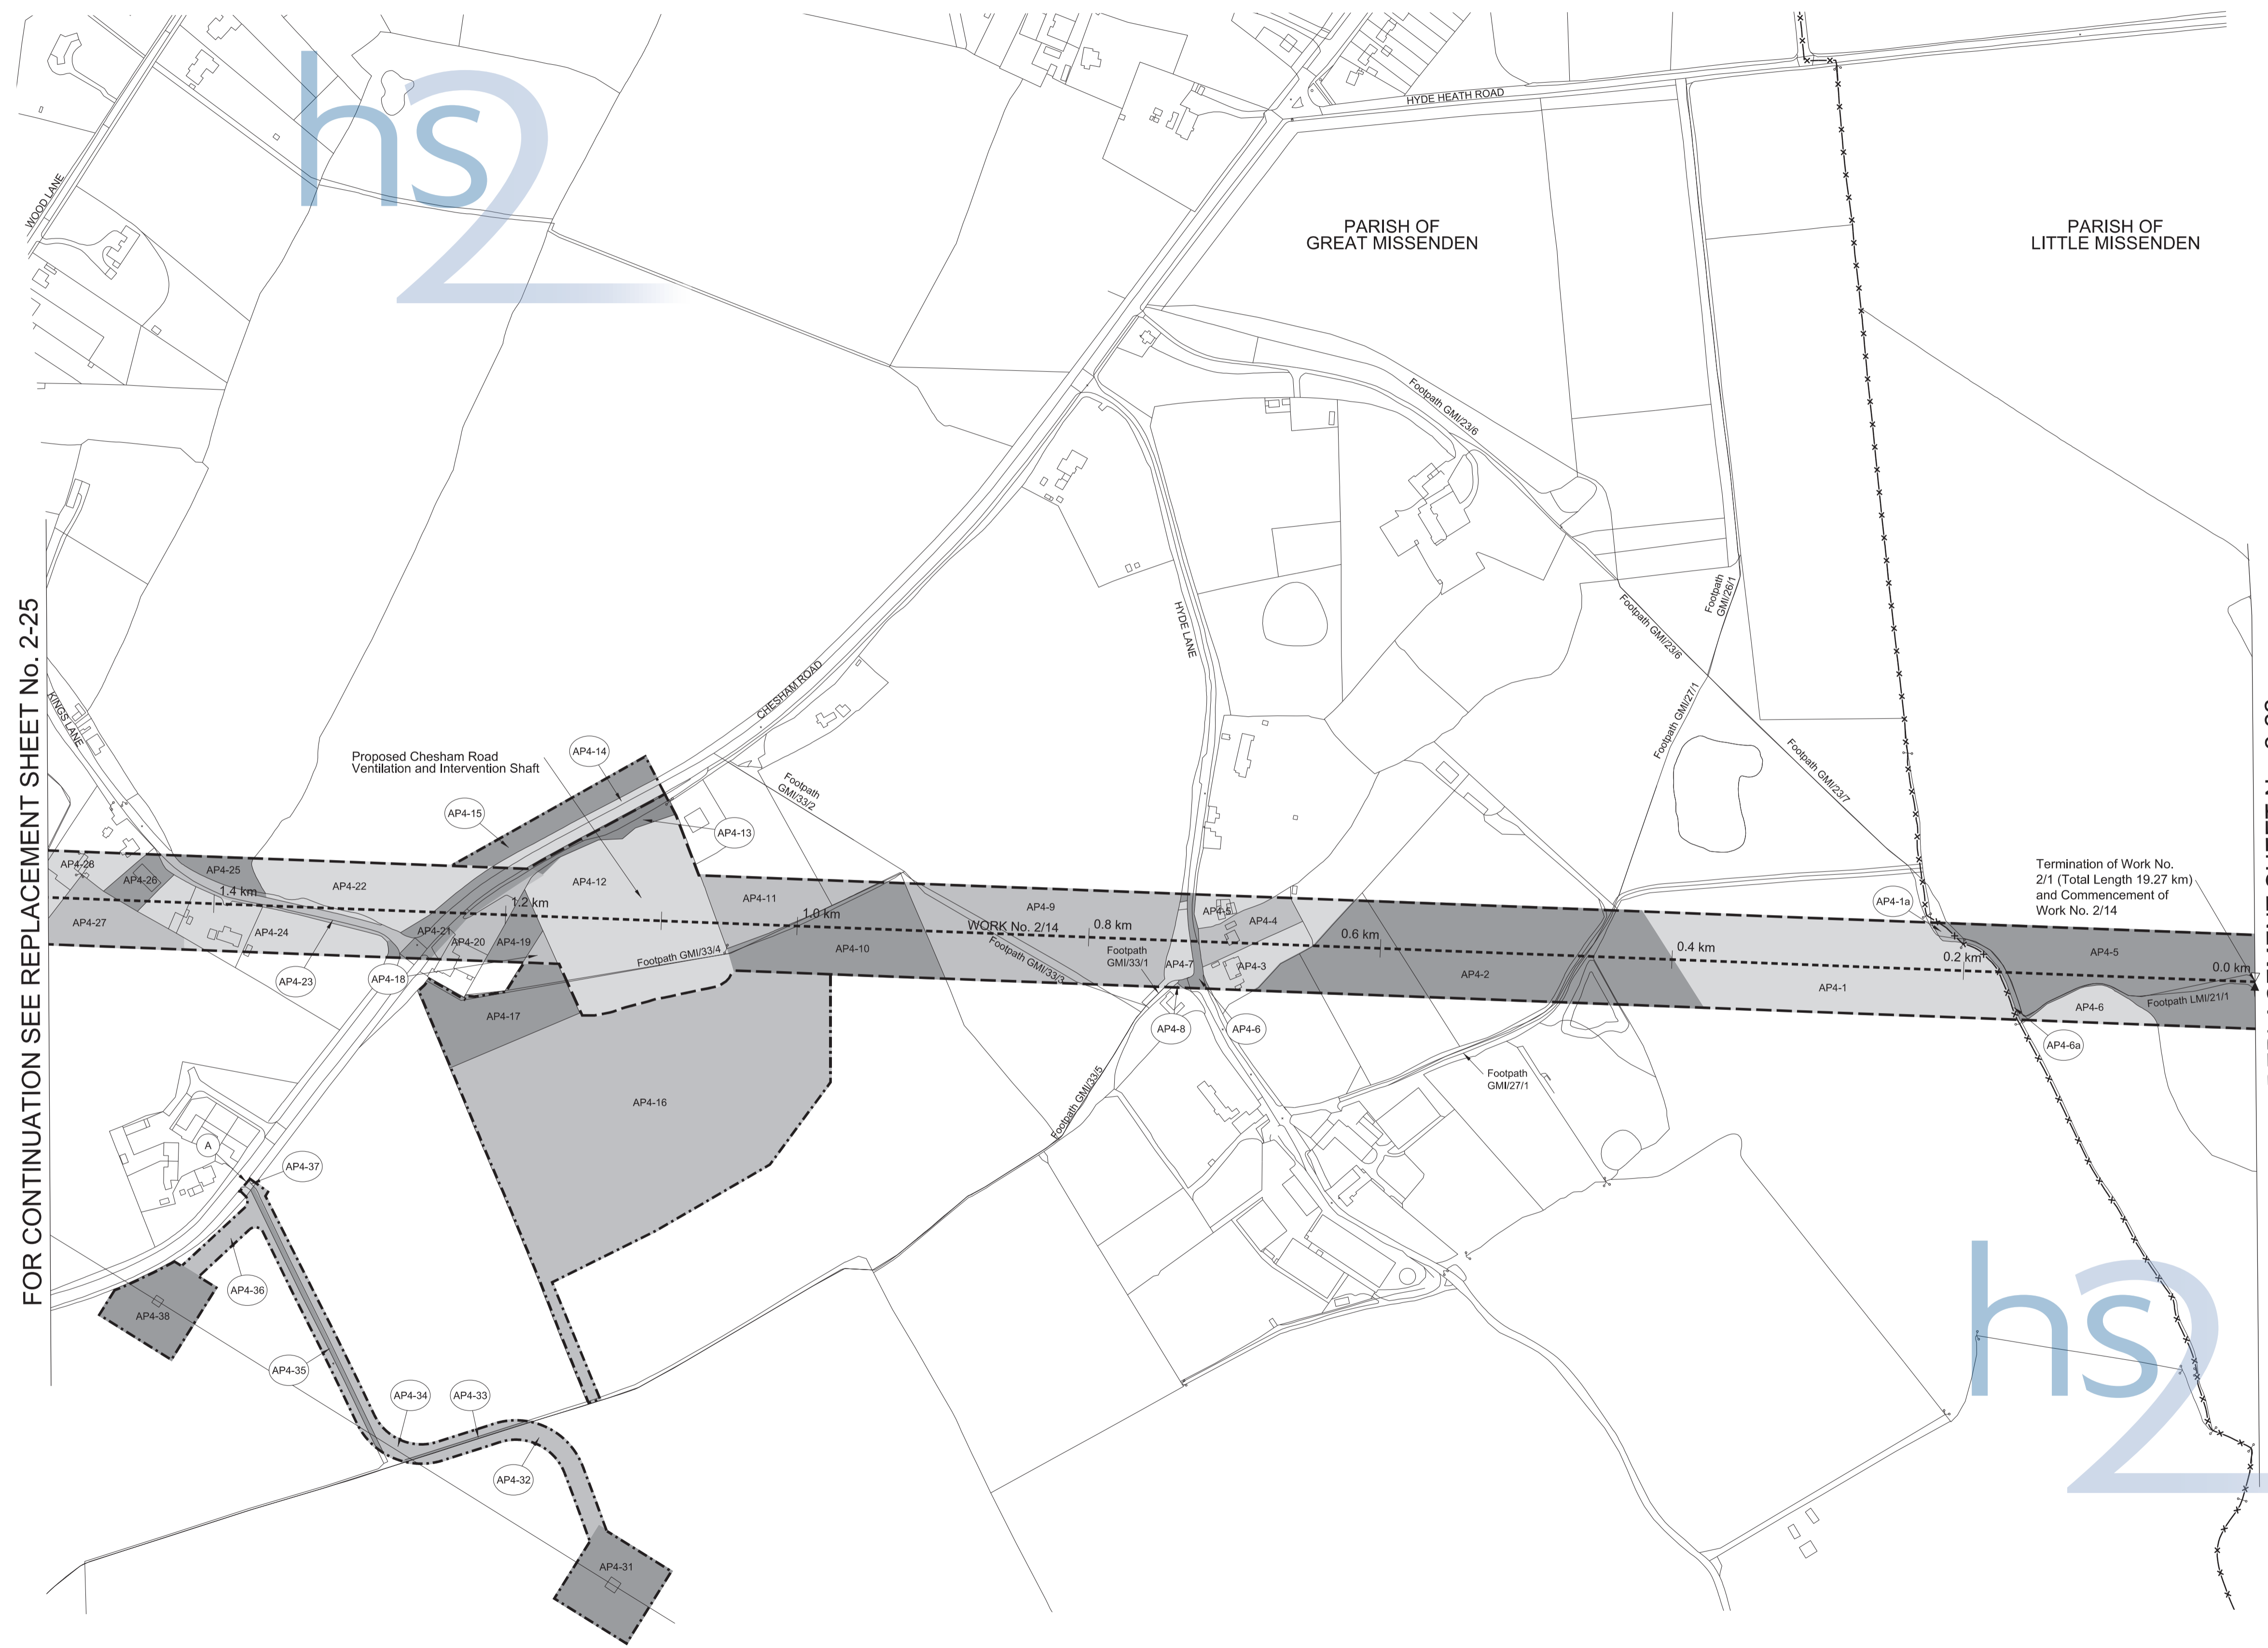 hs2
WOOD LANE
HYDE HEATH ROAD
PARISH OF
GREAT MISSENDEN
PARISH OF
LITTLE MISSENDEN
Footpath GMI/23/6
FOR CONTINUATION SEE REPLACEMENT SHEET No. 2-25
KINGS LANE
CHESHAM ROAD
HYDE LANE
Footpath
GMI/26/1
Footpath GMI/23/6
Footpath GMI/27/1
Footpath GMI/23/7
Proposed Chesham Road
Ventilation and Intervention Shaft
AP4-14
AP4-15
AP4-13
Footpath
GMI/33/2
Termination of Work No.
2/1 (Total Length 19.27 km)
and Commencement of
Work No. 2/14
AP4-28
AP4-26
AP4-25
AP4-22
1.4 km
AP4-27
AP4-24
AP4-23
AP4-21
AP4-20
AP4-19
AP4-18
1.2 km
AP4-12
AP4-11
1.0 km
AP4-10
AP4-9
WORK No. 2/14
0.8 km
Footpath GMI/33/4
Footpath GMI/33/3
Footpath
GMI/33/1
AP4-7
AP4-5
AP4-4
AP4-3
AP4-8
AP4-6
0.6 km
AP4-2
0.4 km
AP4-1
AP4-1a
0.2 km
AP4-5
0.0 km
AP4-6
Footpath LMI/21/1
AP4-6a
AP4-17
AP4-16
Footpath GMI/33/5
Footpath
GMI/27/1
A
AP4-37
AP4-36
AP4-38
AP4-35
AP4-34
AP4-33
AP4-32
AP4-31
hs2